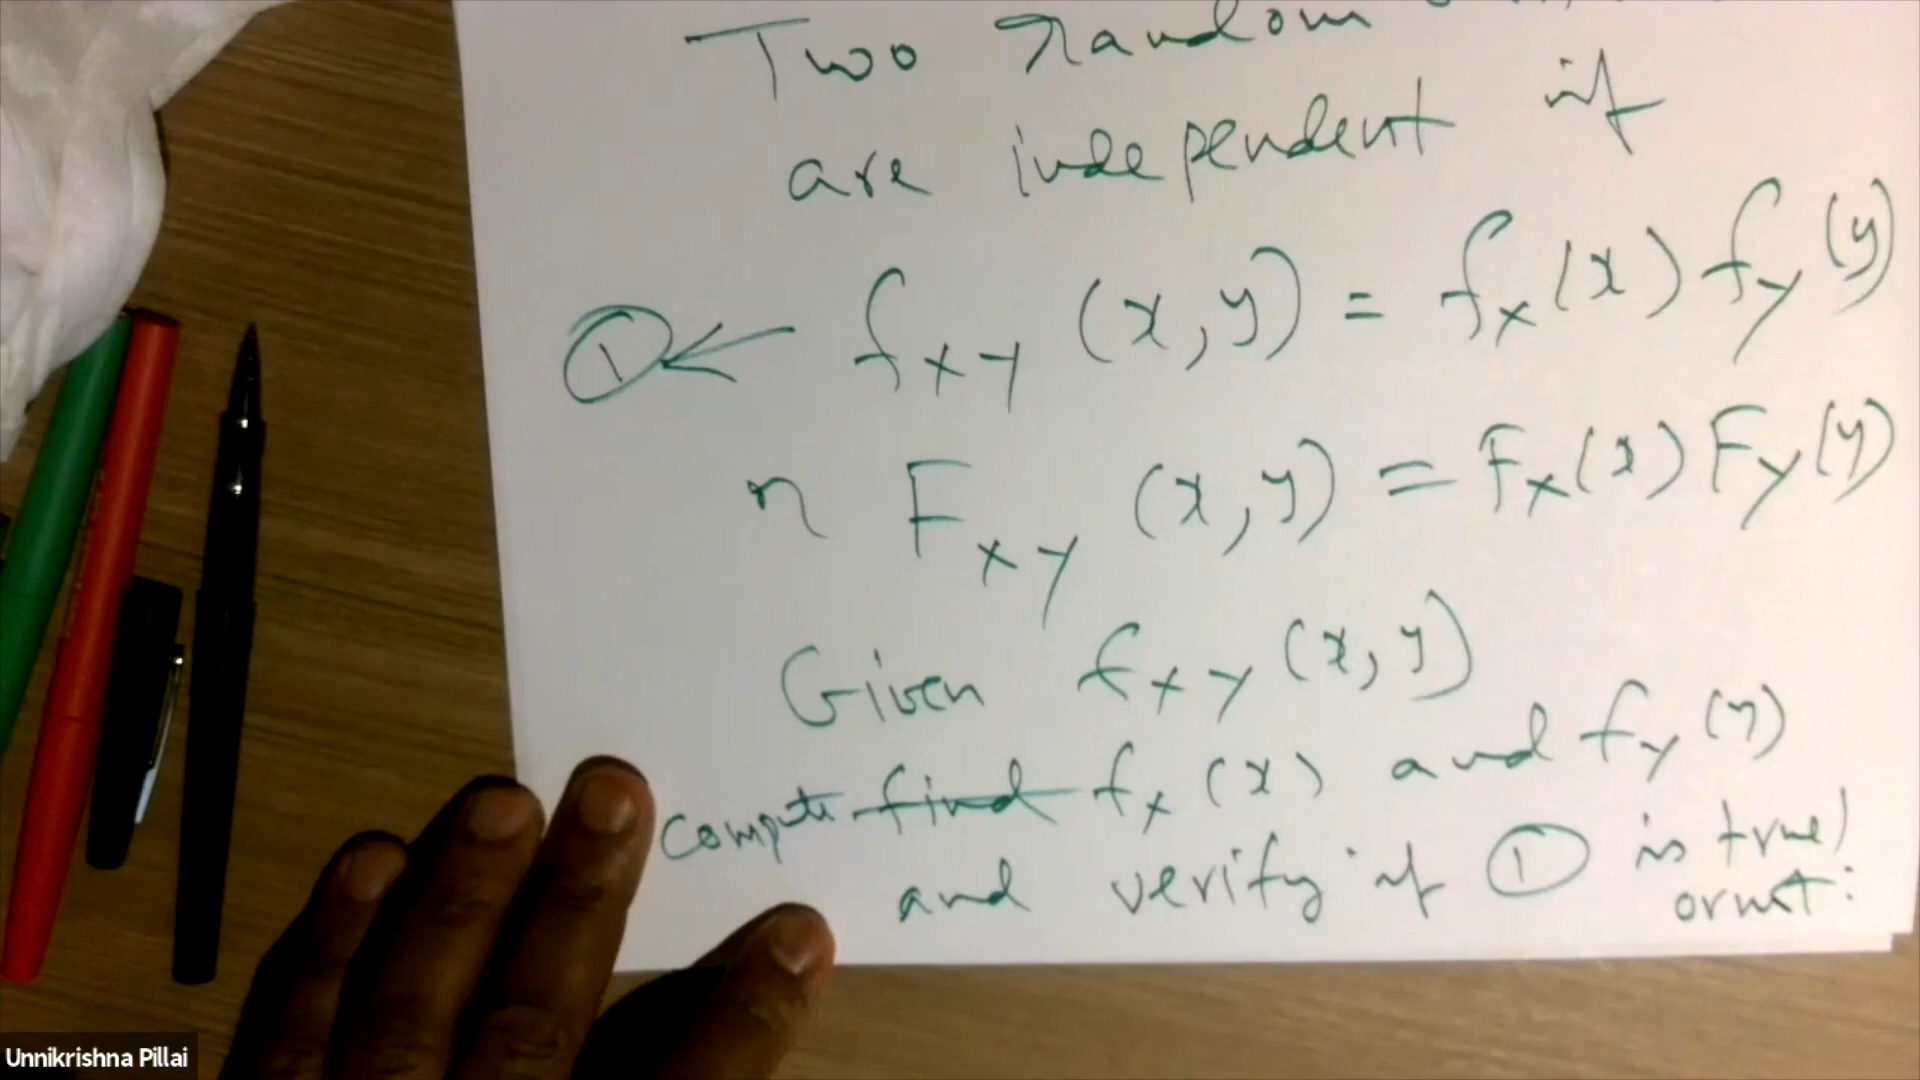 Two Random
are independent if
① ← f_XY (x,y) = f_X(x) f_Y(y)
or F_XY (x,y) = F_X(x) F_Y(y)
Given f_XY (x,y)
compute find f_X (x) and f_Y (y)
and verify if ① is true/
or not:
Unnikrishna Pillai